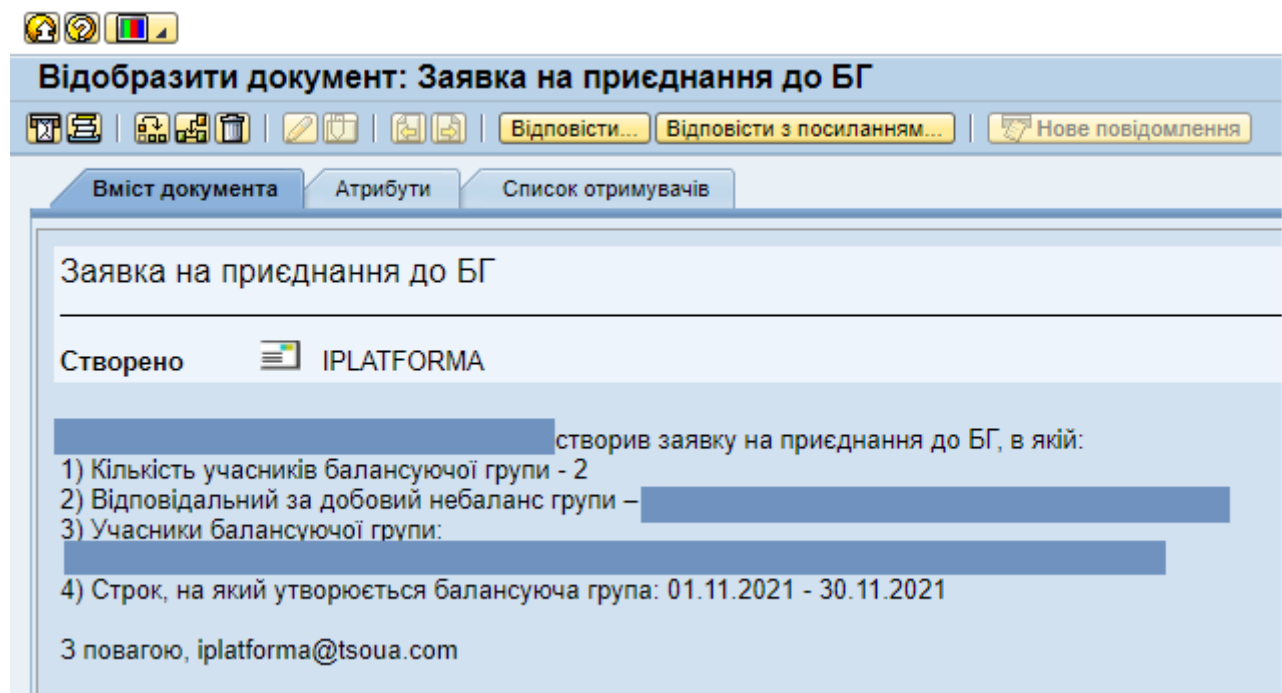 Відобразити документ: Заявка на приєднання до БГ
Відповісти... Відповісти з посиланням... Нове повідомлення
Вміст документа Атрибути Список отримувачів
Заявка на приєднання до БГ
Створено IPLATFORMA
створив заявку на приєднання до БГ, в якій:
1) Кількість учасників балансуючої групи - 2
2) Відповідальний за добовий небаланс групи –
3) Учасники балансуючої групи:
4) Строк, на який утворюється балансуюча група: 01.11.2021 - 30.11.2021
З повагою, iplatforma@tsoua.com